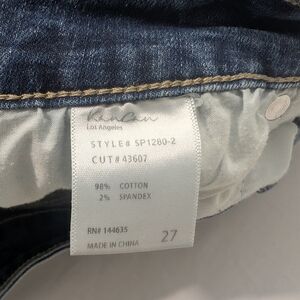 KanCan
Los Angeles
STYLE# SP1280-2
CUT# 43607
98% COTTON
2% SPANDEX
RN# 144635
MADE IN CHINA
27